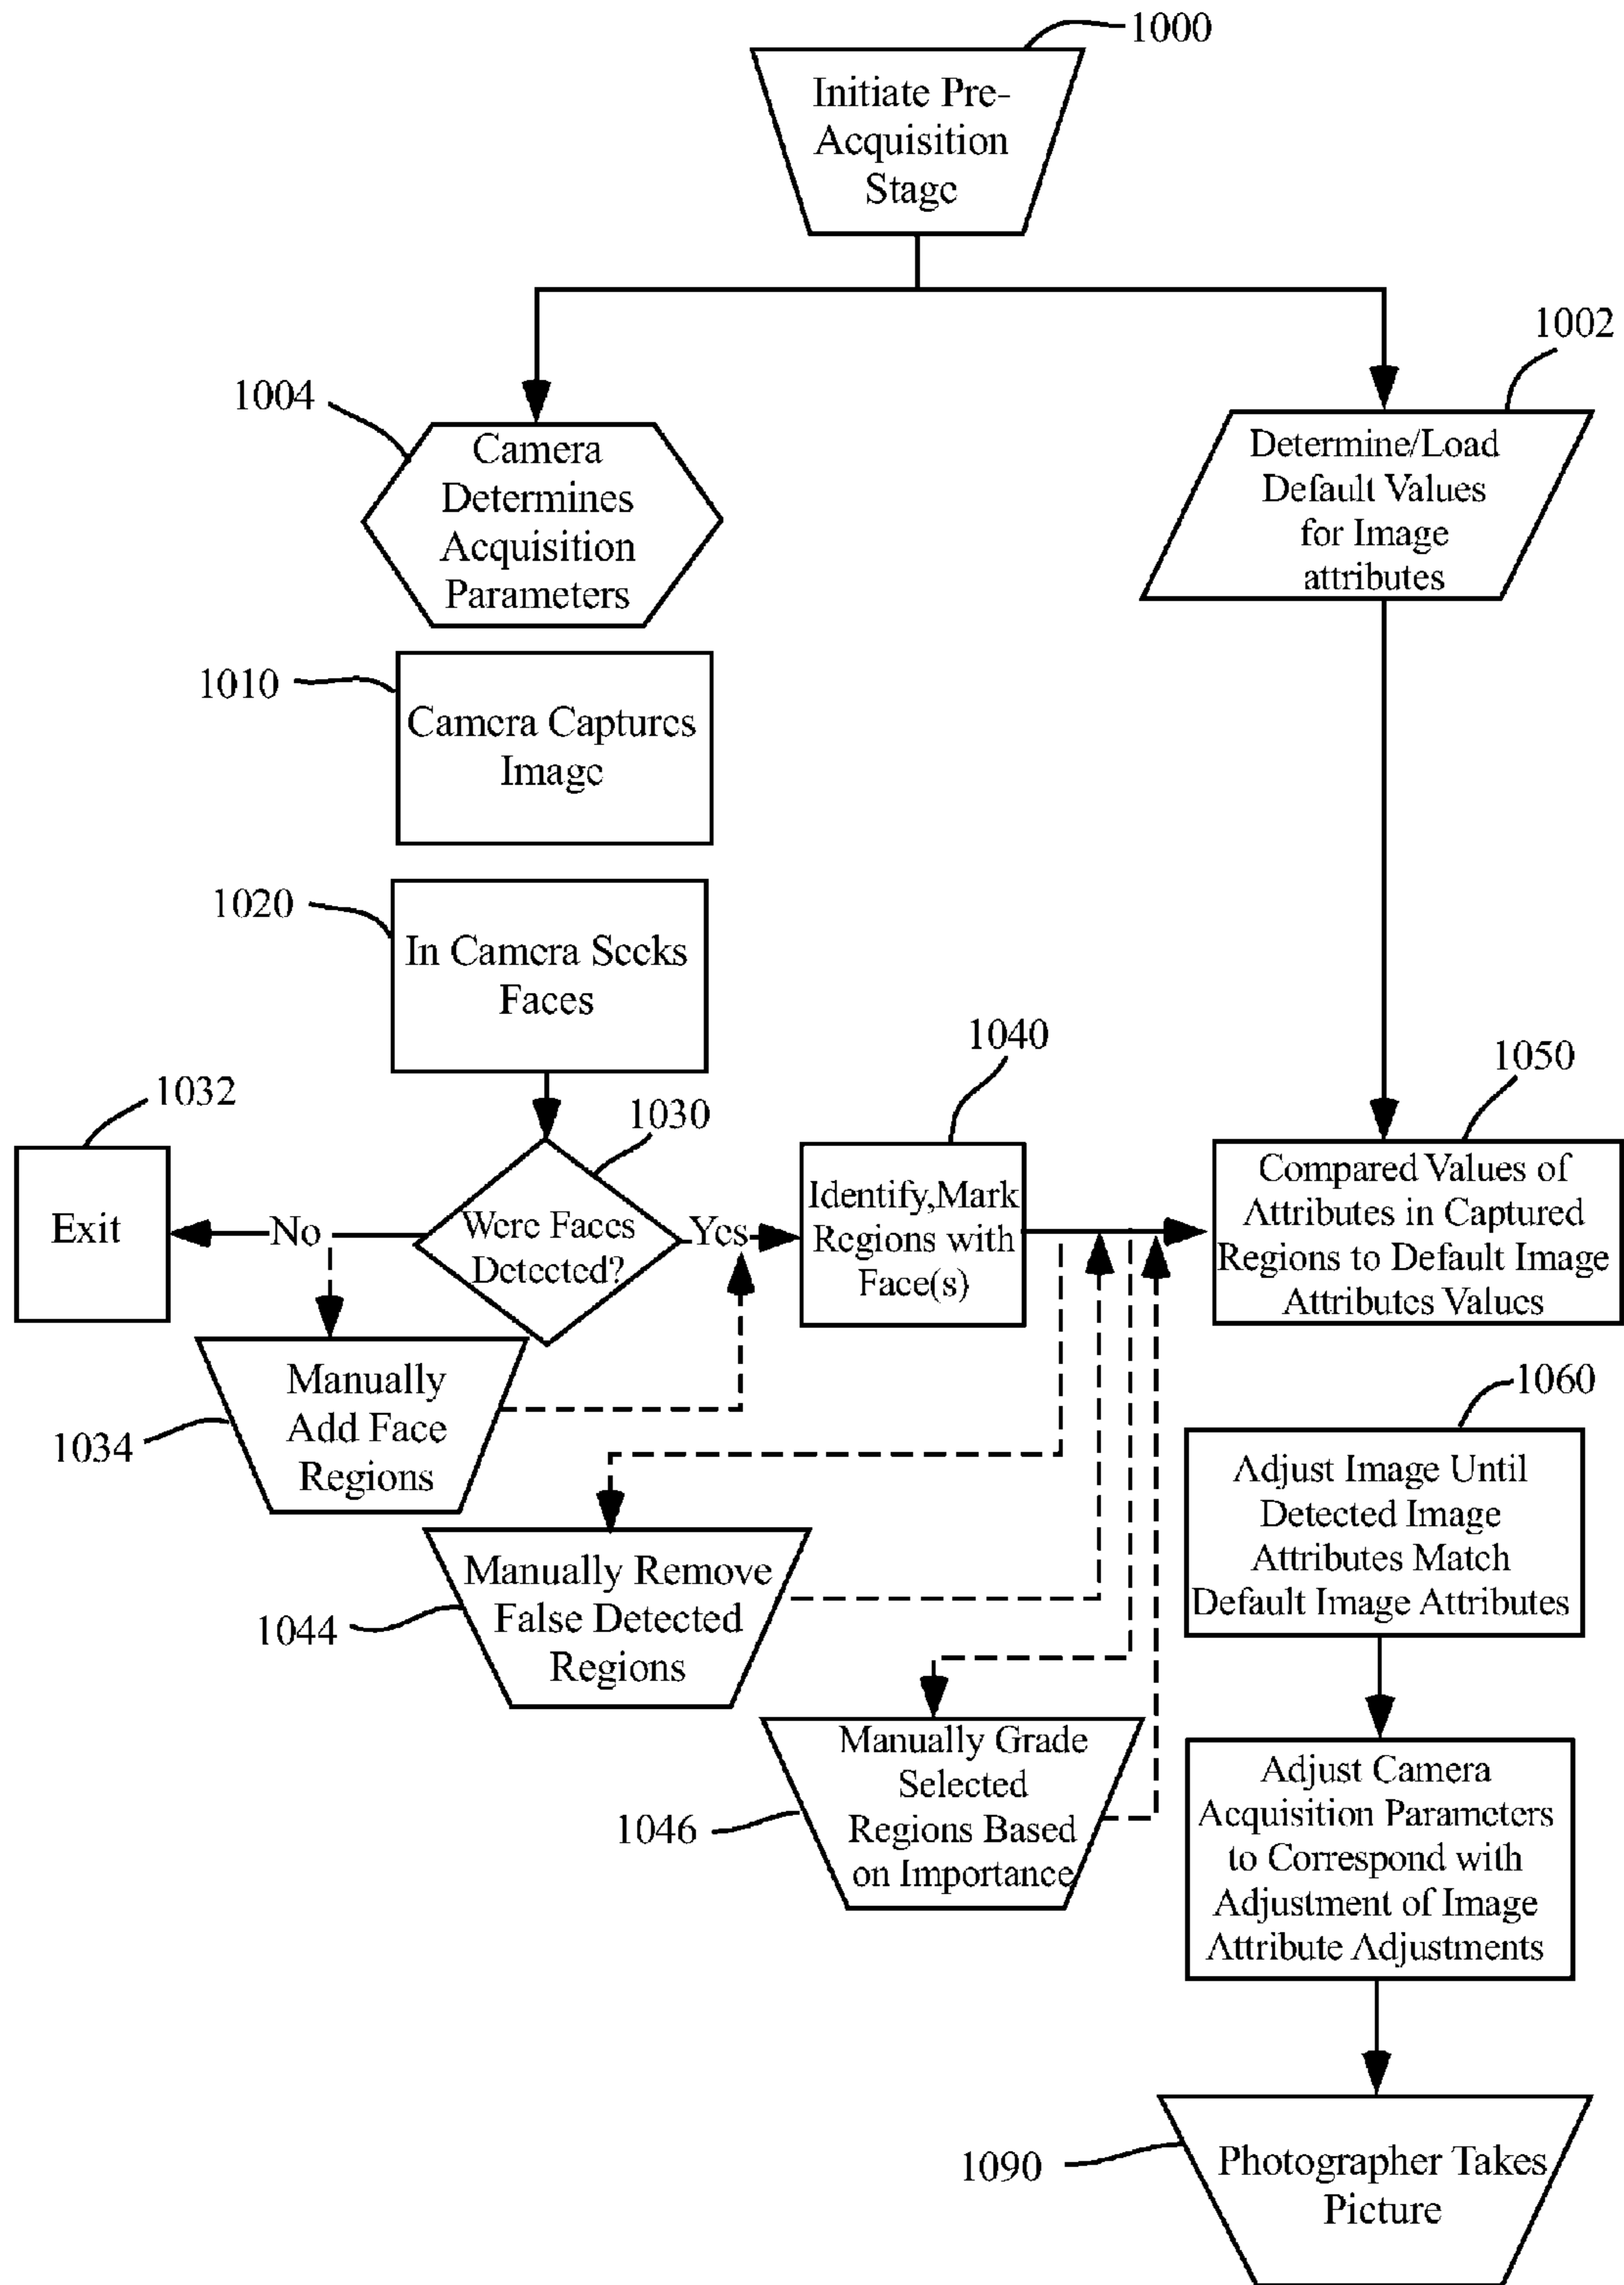 1000
Initiate Pre-
Acquisition
Stage
1002
1004
Camera
Determines
Acquisition
Parameters
Determine/Load
Default Values
for Image
attributes
1010
Camera Captures
Image
1020
In Camera Seeks
Faces
1032
1030
1040
1050
Exit
No
Were Faces
Detected?
Yes
Identify,Mark
Regions with
Face(s)
Compared Values of
Attributes in Captured
Regions to Default Image
Attributes Values
1034
Manually
Add Face
Regions
1060
Adjust Image Until
Detected Image
Attributes Match
Default Image Attributes
1044
Manually Remove
False Detected
Regions
1046
Manually Grade
Selected
Regions Based
on Importance
Adjust Camera
Acquisition Parameters
to Correspond with
Adjustment of Image
Attribute Adjustments
1090
Photographer Takes
Picture